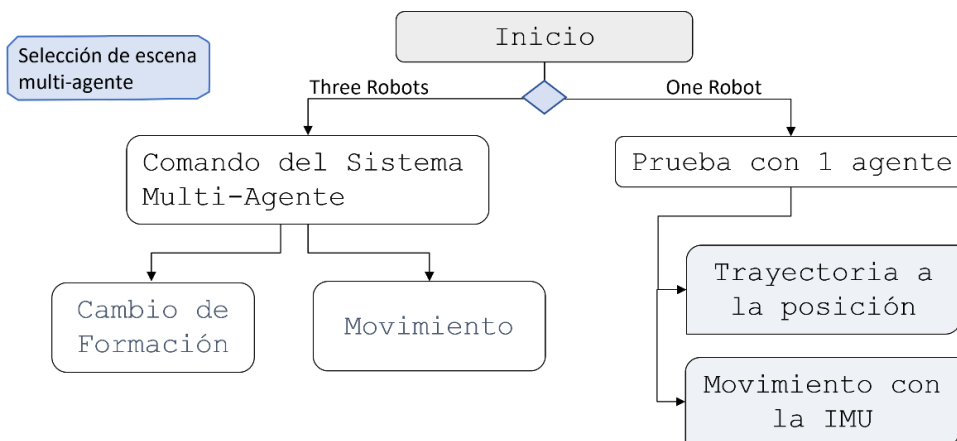 Inicio
Selección de escena
multi-agente
Three Robots
One Robot
Comando del Sistema
Multi-Agente
Prueba con 1 agente
Cambio de
Formación
Movimiento
Trayectoria a
la posición
Movimiento con
la IMU